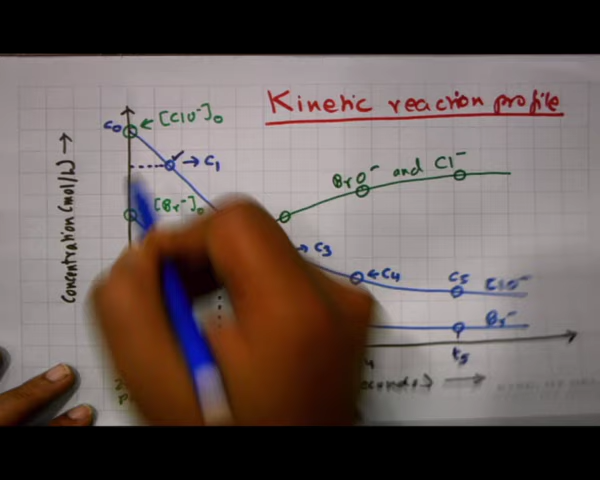 Kinetic reaction profile
C0 ← [ClO⁻]₀
→ C1
[Br⁻]₀
BrO⁻ and Cl⁻
Concentration (mol/L) →
→ C3
← C4
C5 ClO⁻
Br⁻
t5